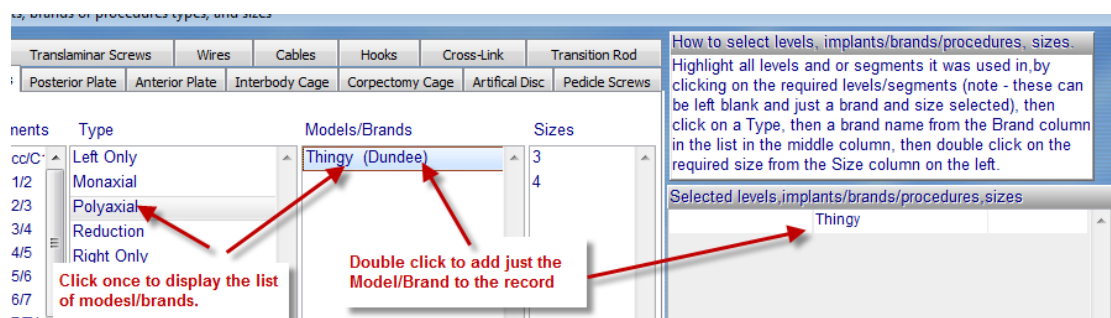 ts, brands or procedures types, and sizes
Translaminar Screws Wires Cables Hooks Cross-Link Transition Rod
Posterior Plate Anterior Plate Interbody Cage Corpectomy Cage Artifical Disc Pedicle Screws
How to select levels, implants/brands/procedures, sizes.
Highlight all levels and or segments it was used in,by
clicking on the required levels/segments (note - these can
be left blank and just a brand and size selected), then
click on a Type, then a brand name from the Brand column
in the list in the middle column, then double click on the
required size from the Size column on the left.
ments Type Models/Brands Sizes
cc/C Left Only Thingy (Dundee) 3
1/2 Monaxial 4
2/3 Polyaxial
3/4 Reduction
4/5 Right Only
5/6
6/7
Click once to display the list
of modesl/brands.
Double click to add just the
Model/Brand to the record
Selected levels,implants/brands/procedures,sizes
Thingy